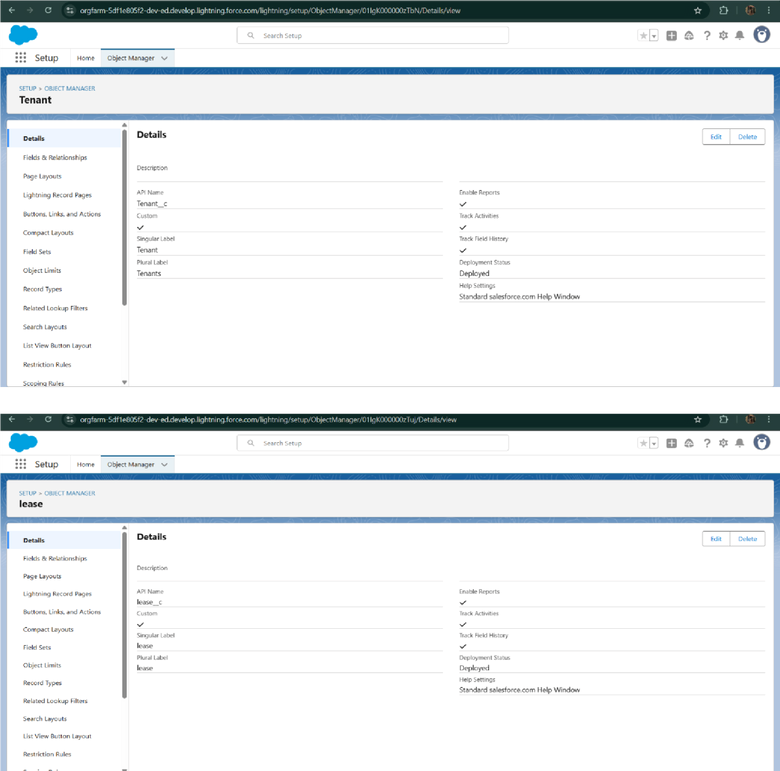 orgfarm-5df1e805f2-dev-ed.develop.lightning.force.com/lightning/setup/ObjectManager/01IgK000000zTbN/Details/view
Search Setup
Setup Home Object Manager
SETUP > OBJECT MANAGER
Tenant
Details
Fields & Relationships
Page Layouts
Lightning Record Pages
Buttons, Links, and Actions
Compact Layouts
Field Sets
Object Limits
Record Types
Related Lookup Filters
Search Layouts
List View Button Layout
Restriction Rules
Scoping Rules
Details
Edit Delete
Description
API Name
Tenant__c
Custom
✓
Singular Label
Tenant
Plural Label
Tenants
Enable Reports
✓
Track Activities
✓
Track Field History
✓
Deployment Status
Deployed
Help Settings
Standard salesforce.com Help Window
orgfarm-5df1e805f2-dev-ed.develop.lightning.force.com/lightning/setup/ObjectManager/01IgK000000zTuj/Details/view
Search Setup
Setup Home Object Manager
SETUP > OBJECT MANAGER
lease
Details
Fields & Relationships
Page Layouts
Lightning Record Pages
Buttons, Links, and Actions
Compact Layouts
Field Sets
Object Limits
Record Types
Related Lookup Filters
Search Layouts
List View Button Layout
Restriction Rules
Details
Edit Delete
Description
API Name
lease__c
Custom
✓
Singular Label
lease
Plural Label
lease
Enable Reports
✓
Track Activities
✓
Track Field History
✓
Deployment Status
Deployed
Help Settings
Standard salesforce.com Help Window